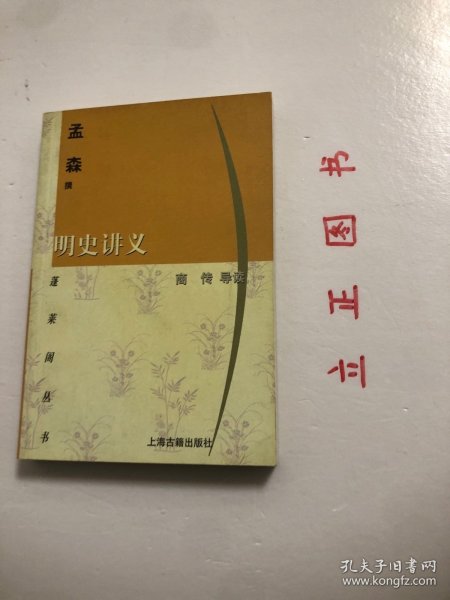 孟森 撰
明史讲义
商 传 导读
蓬莱阁丛书
上海古籍出版社
立正图书
孔夫子旧书网
www.kongfz.com